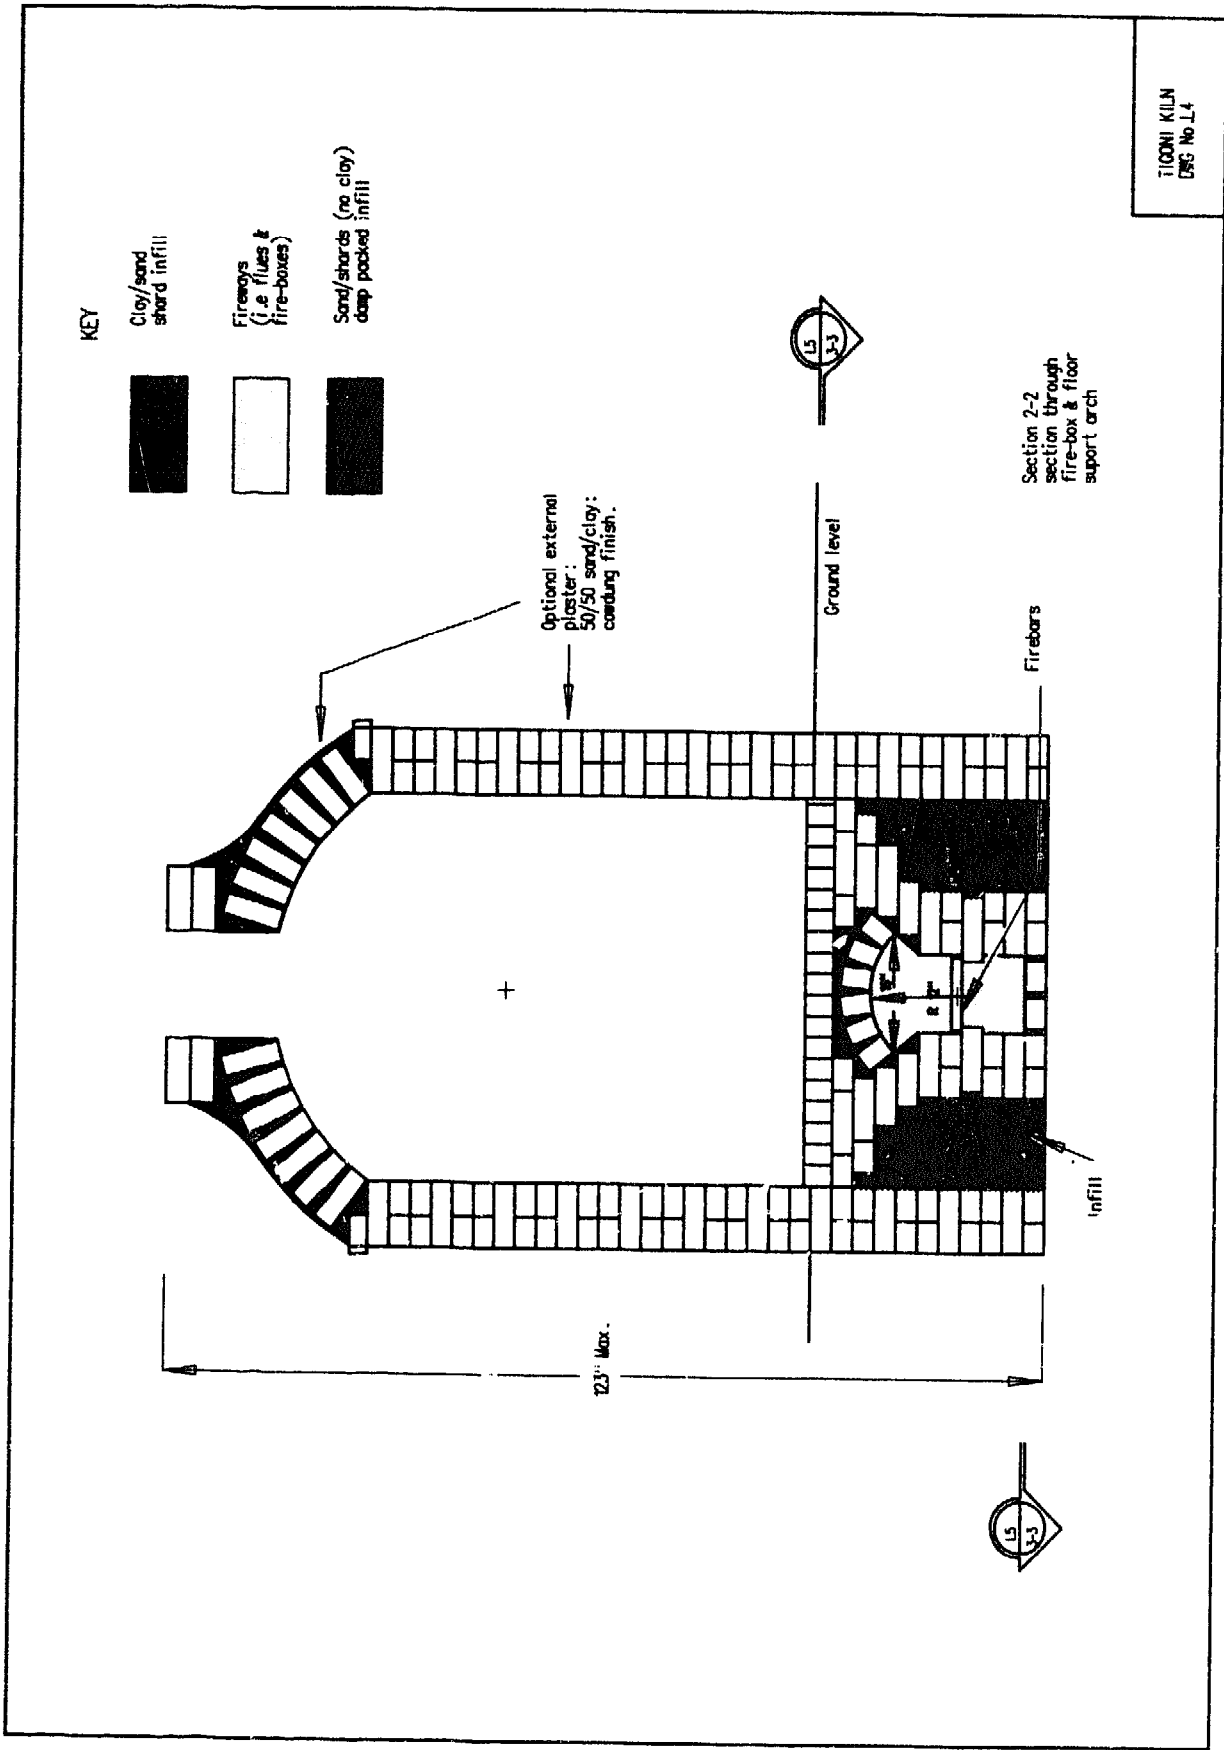 KEY
Clay/sand
shard infill
Fireways
(i.e flues &
fire-boxes)
Sand/shards (no clay)
damp packed infill
Optional external
plaster:
50/50 sand/clay:
cowdung finish.
Ground level
L5
3-3
Section 2-2
section through
fire-box & floor
suport arch
Firebars
Infill
123" Max.
L5
3-3
TIGONI KILN
DWG No L4